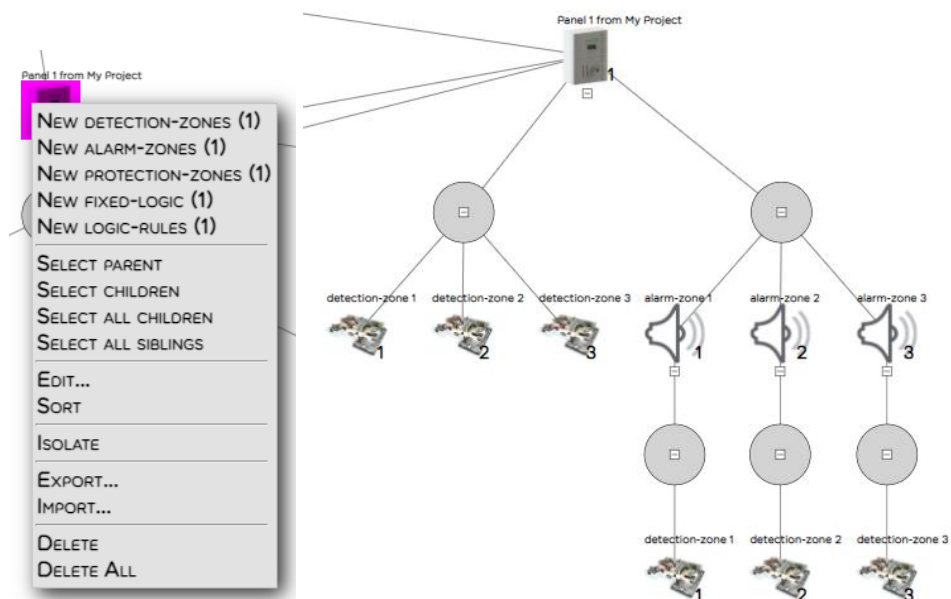 Panel 1 from My Project
New detection-zones (1)
New alarm-zones (1)
New protection-zones (1)
New fixed-logic (1)
New logic-rules (1)
Select parent
Select children
Select all children
Select all siblings
Edit...
Sort
Isolate
Export...
Import...
Delete
Delete All
Panel 1 from My Project
1
detection-zone 1 detection-zone 2 detection-zone 3 alarm-zone 1 alarm-zone 2 alarm-zone 3
1 2 3 1 2 3
detection-zone 1 detection-zone 2 detection-zone 3
1 2 3